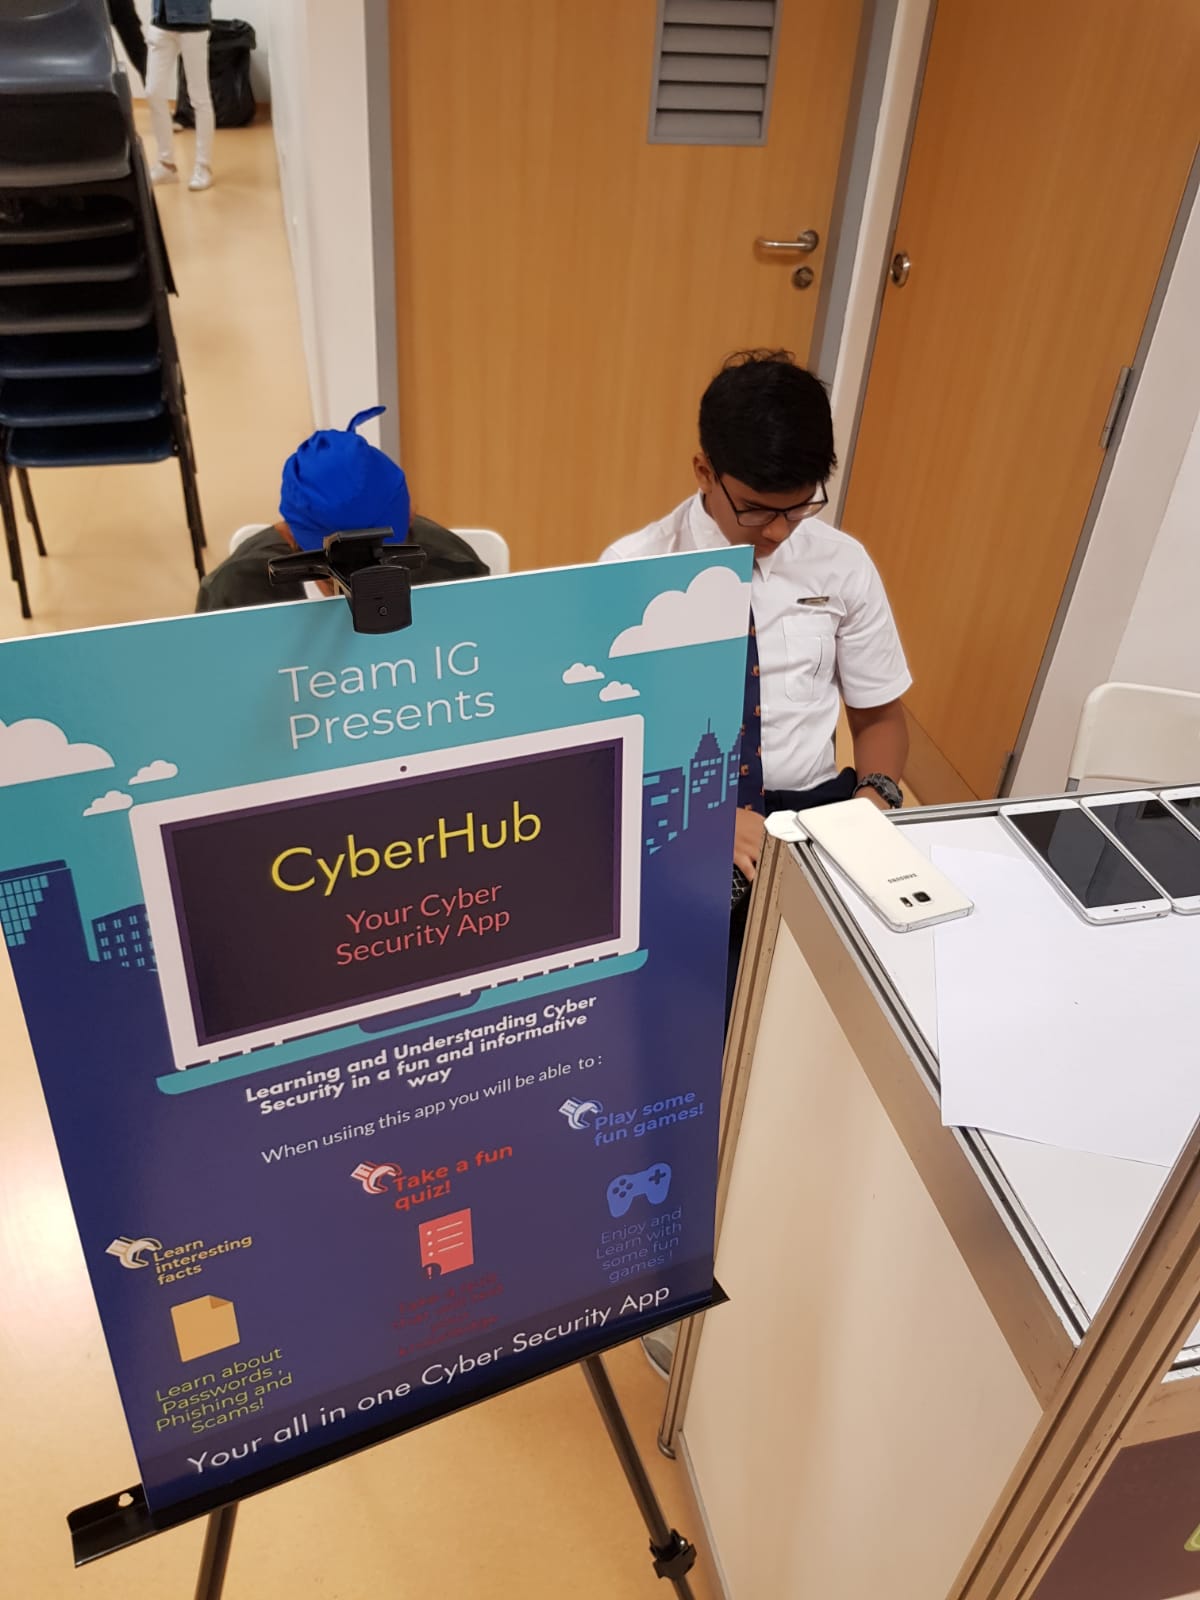 Team IG
Presents
CyberHub
Your Cyber
Security App
Learning and Understanding Cyber
Security in a fun and informative
way
When usiing this app you will be able to :
Play some
fun games!
Take a fun
quiz!
Learn
interesting
facts
Enjoy and
Learn with
some fun
games !
Learn about
Passwords ,
Phishing and
Scams!
Your all in one Cyber Security App
SAMSUNG